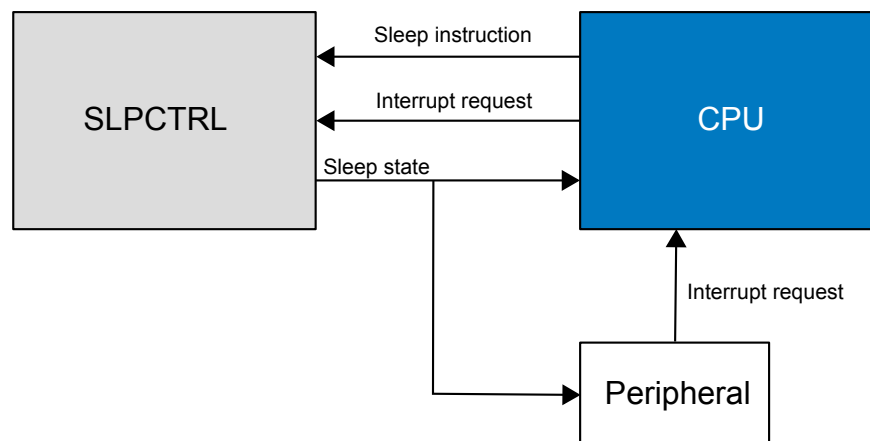 Sleep instruction
SLPCTRL
Interrupt request
CPU
Sleep state
Interrupt request
Peripheral